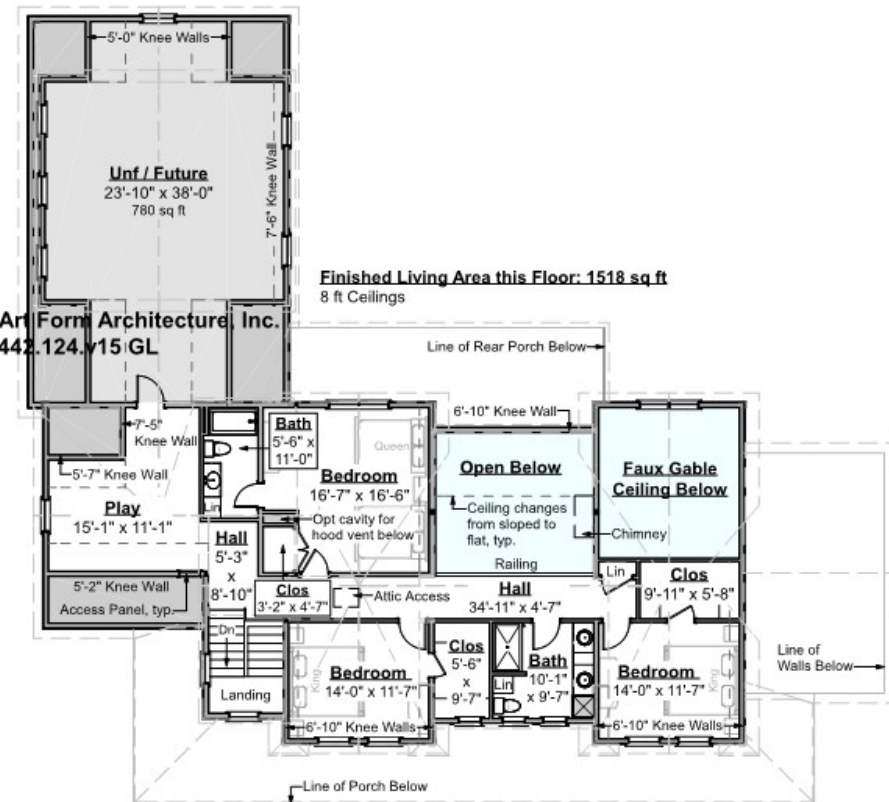 5'-0" Knee Walls
Unf / Future
23'-10" x 38'-0"
780 sq ft
7'-6" Knee Wall
Finished Living Area this Floor: 1518 sq ft
8 ft Ceilings
Art Form Architecture, Inc.
442.124.v15 GL
Line of Rear Porch Below
7'-5"
Knee Wall
5'-7" Knee Wall
Play
15'-1" x 11'-1"
Lin
Bath
5'-6" x
11'-0"
Queen
Bedroom
16'-7" x 16'-6"
Opt cavity for
hood vent below
6'-10" Knee Wall
Open Below
Ceiling changes
from sloped to
flat, typ.
Chimney
Railing
Faux Gable
Ceiling Below
Hall
5'-3"
x
8'-10"
5'-2" Knee Wall
Access Panel, typ.
Clos
3'-2" x 4'-7"
Attic Access
Hall
34'-11" x 4'-7"
Lin
Clos
9'-11" x 5'-8"
Dn
Landing
King
Bedroom
14'-0" x 11'-7"
6'-10" Knee Walls
Clos
5'-6"
x
9'-7"
Lin
Bath
10'-1"
x 9'-7"
Bedroom
14'-0" x 11'-7"
King
6'-10" Knee Walls
Line of
Walls Below
Line of Porch Below